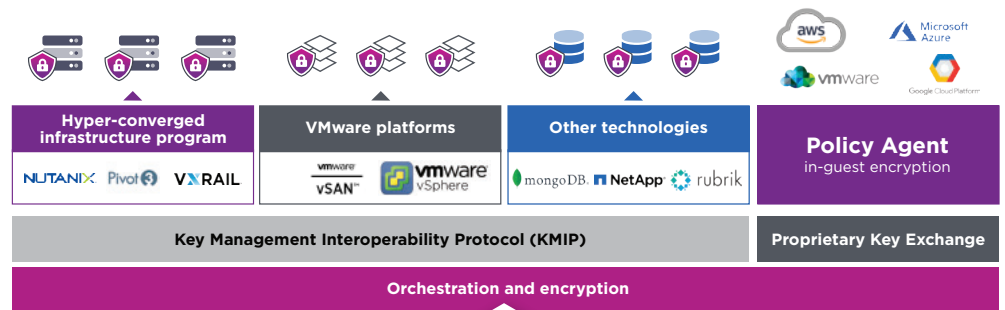 aws
Microsoft
Azure
vmware
Google Cloud Platform
Hyper-converged
infrastructure program
VMware platforms
Other technologies
Policy Agent
in-guest encryption
NUTANIX
Pivot3
VXRAIL
vmware
vSAN™
vmware
vSphere
mongoDB.
NetApp
rubrik
Key Management Interoperability Protocol (KMIP)
Proprietary Key Exchange
Orchestration and encryption